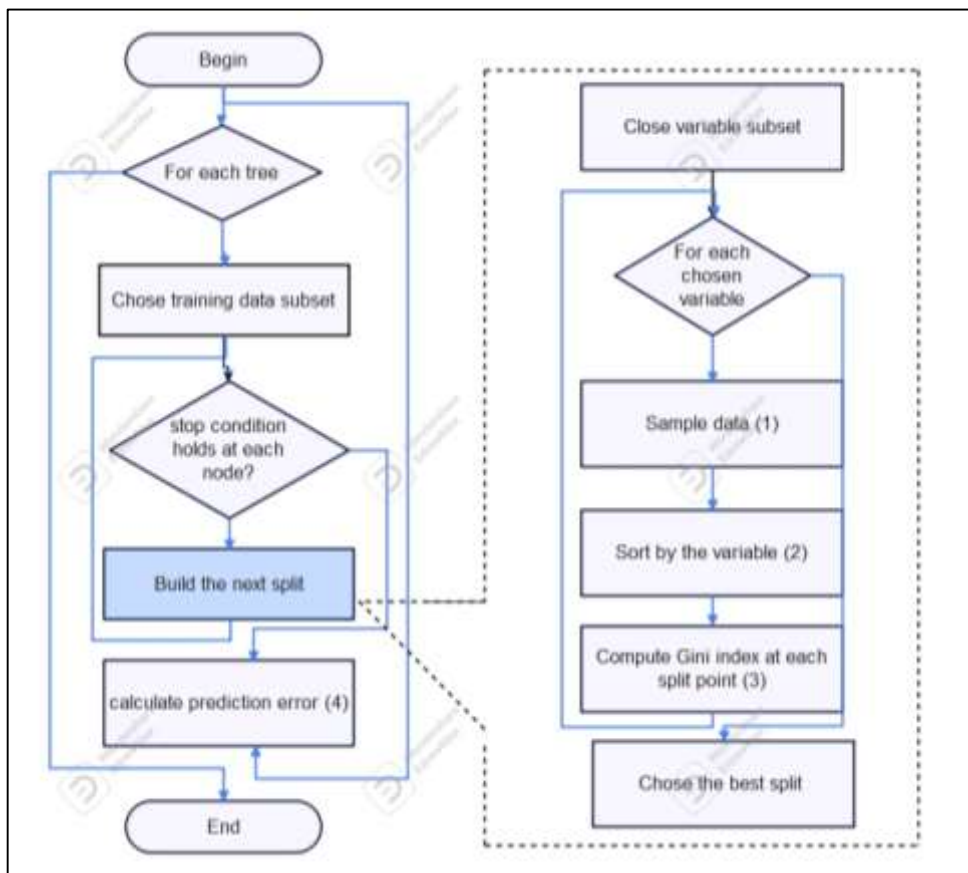 Begin
For each tree
Chose training data subset
stop condition
holds at each
node?
Build the next split
calculate prediction error (4)
End
Close variable subset
For each
chosen
variable
Sample data (1)
Sort by the variable (2)
Compute Gini index at each
split point (3)
Chose the best split